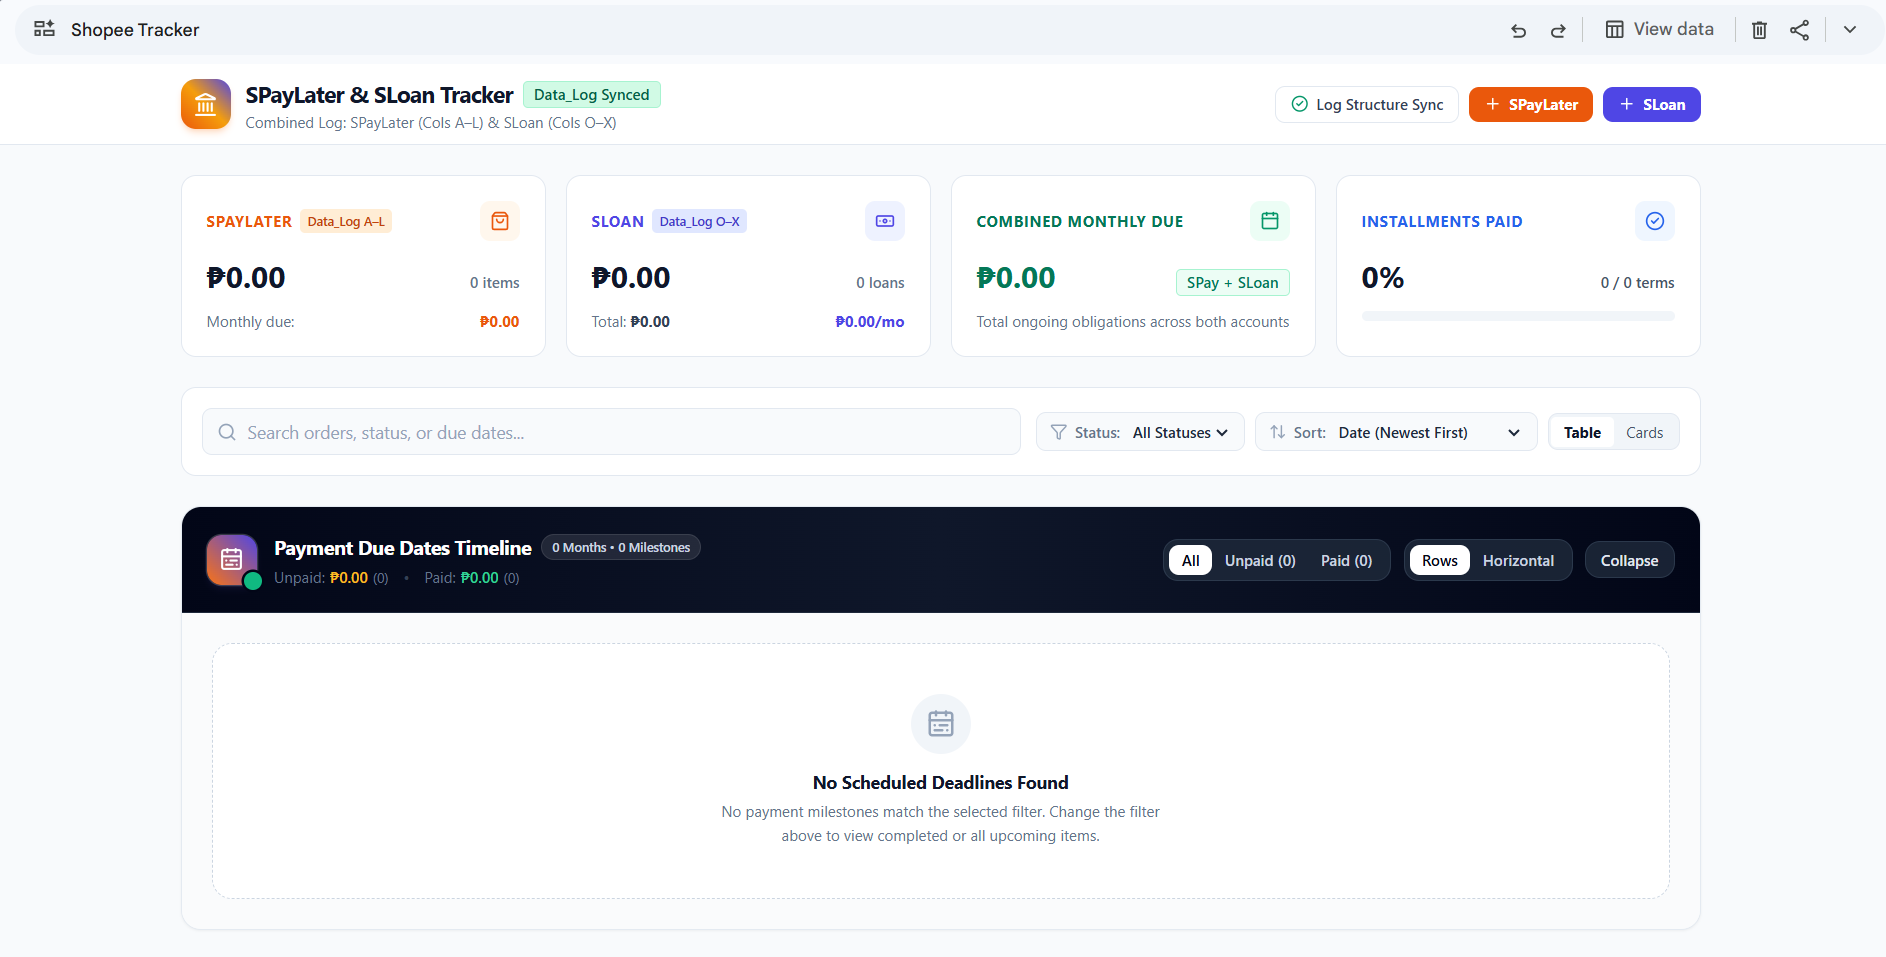 Shopee Tracker
View data
SPayLater & SLoan Tracker
Data_Log Synced
Combined Log: SPayLater (Cols A–L) & SLoan (Cols O–X)
Log Structure Sync
SPayLater
SLoan
SPAYLATER
Data_Log A–L
₱0.00
0 items
Monthly due:
₱0.00
SLOAN
Data_Log O–X
₱0.00
0 loans
Total: ₱0.00
₱0.00/mo
COMBINED MONTHLY DUE
₱0.00
SPay + SLoan
Total ongoing obligations across both accounts
INSTALLMENTS PAID
0%
0 / 0 terms
Search orders, status, or due dates...
Status: All Statuses
Sort: Date (Newest First)
Table
Cards
Payment Due Dates Timeline
0 Months • 0 Milestones
Unpaid: ₱0.00 (0) • Paid: ₱0.00 (0)
All
Unpaid (0)
Paid (0)
Rows
Horizontal
Collapse
No Scheduled Deadlines Found
No payment milestones match the selected filter. Change the filter
above to view completed or all upcoming items.